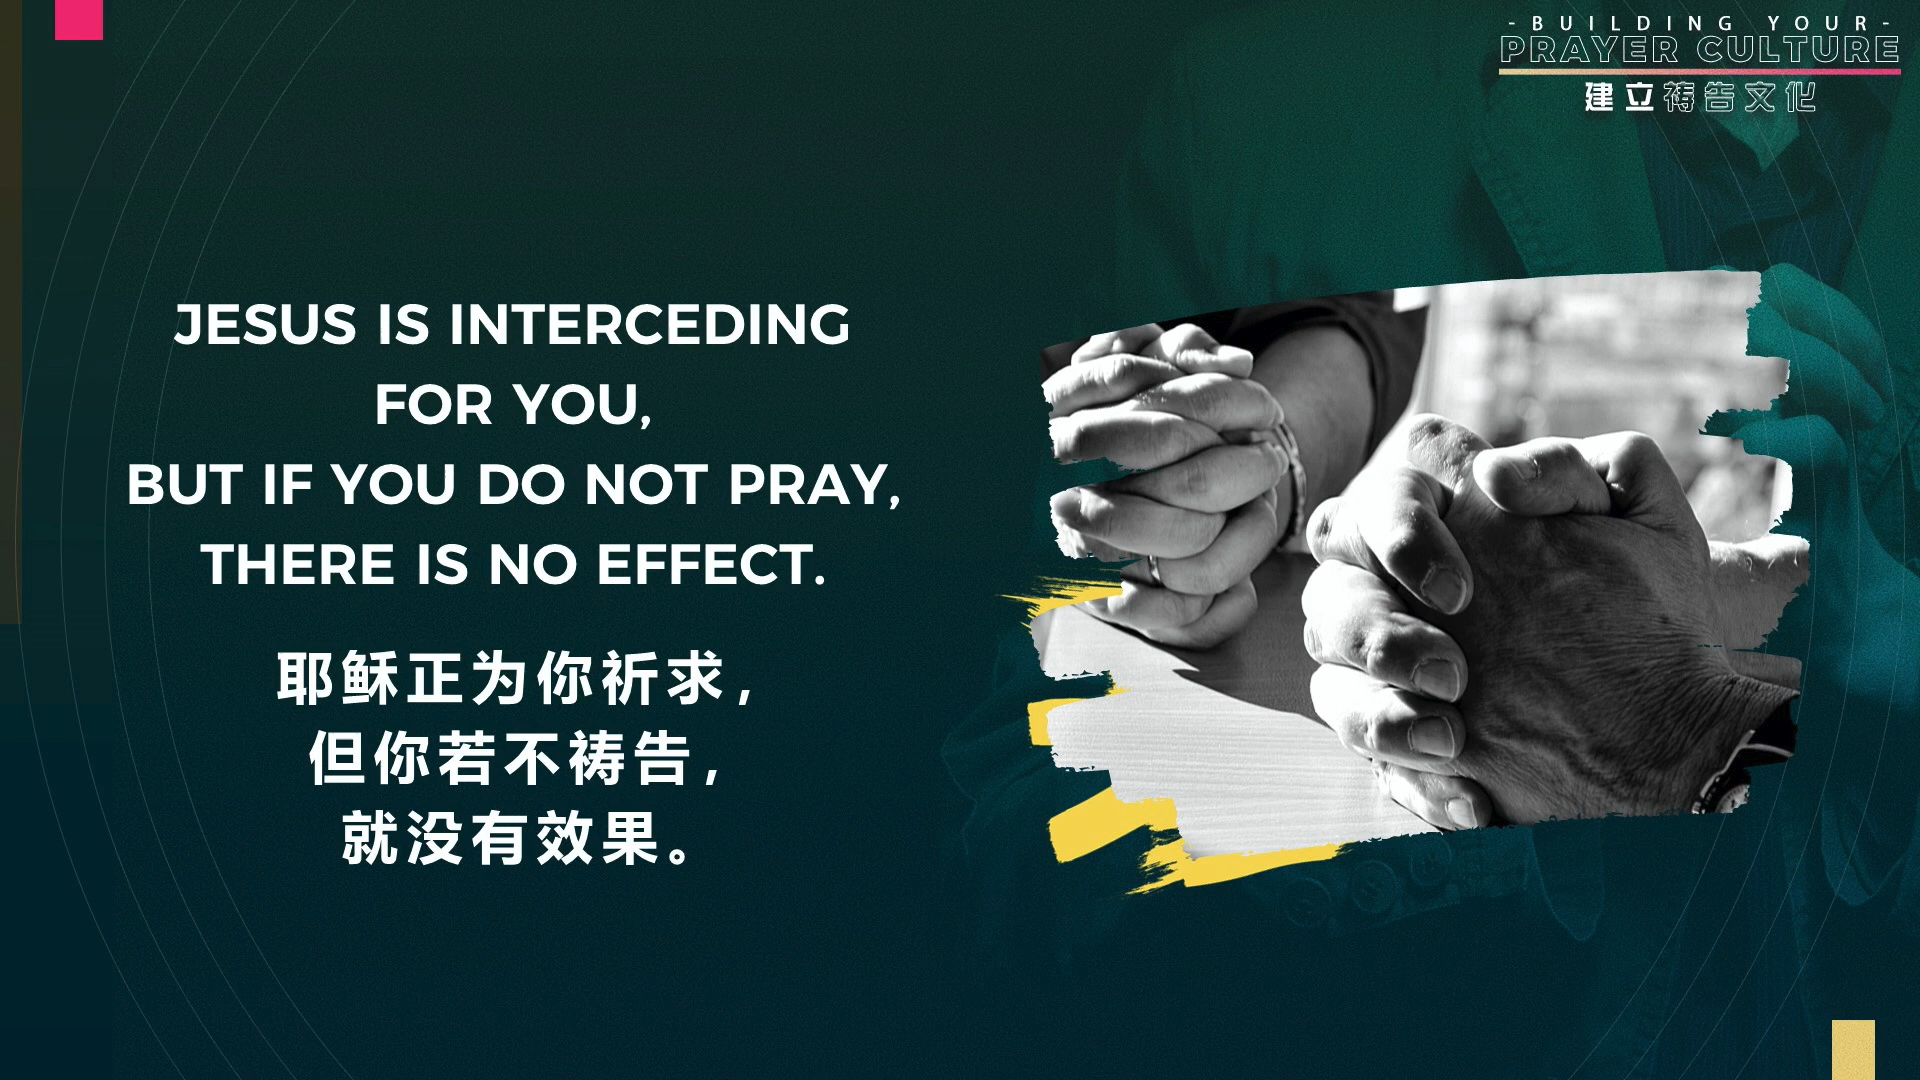 - BUILDING YOUR -
PRAYER CULTURE
建立祷告文化
JESUS IS INTERCEDING
FOR YOU,
BUT IF YOU DO NOT PRAY,
THERE IS NO EFFECT.
耶稣正为你祈求，
但你若不祷告，
就没有效果。